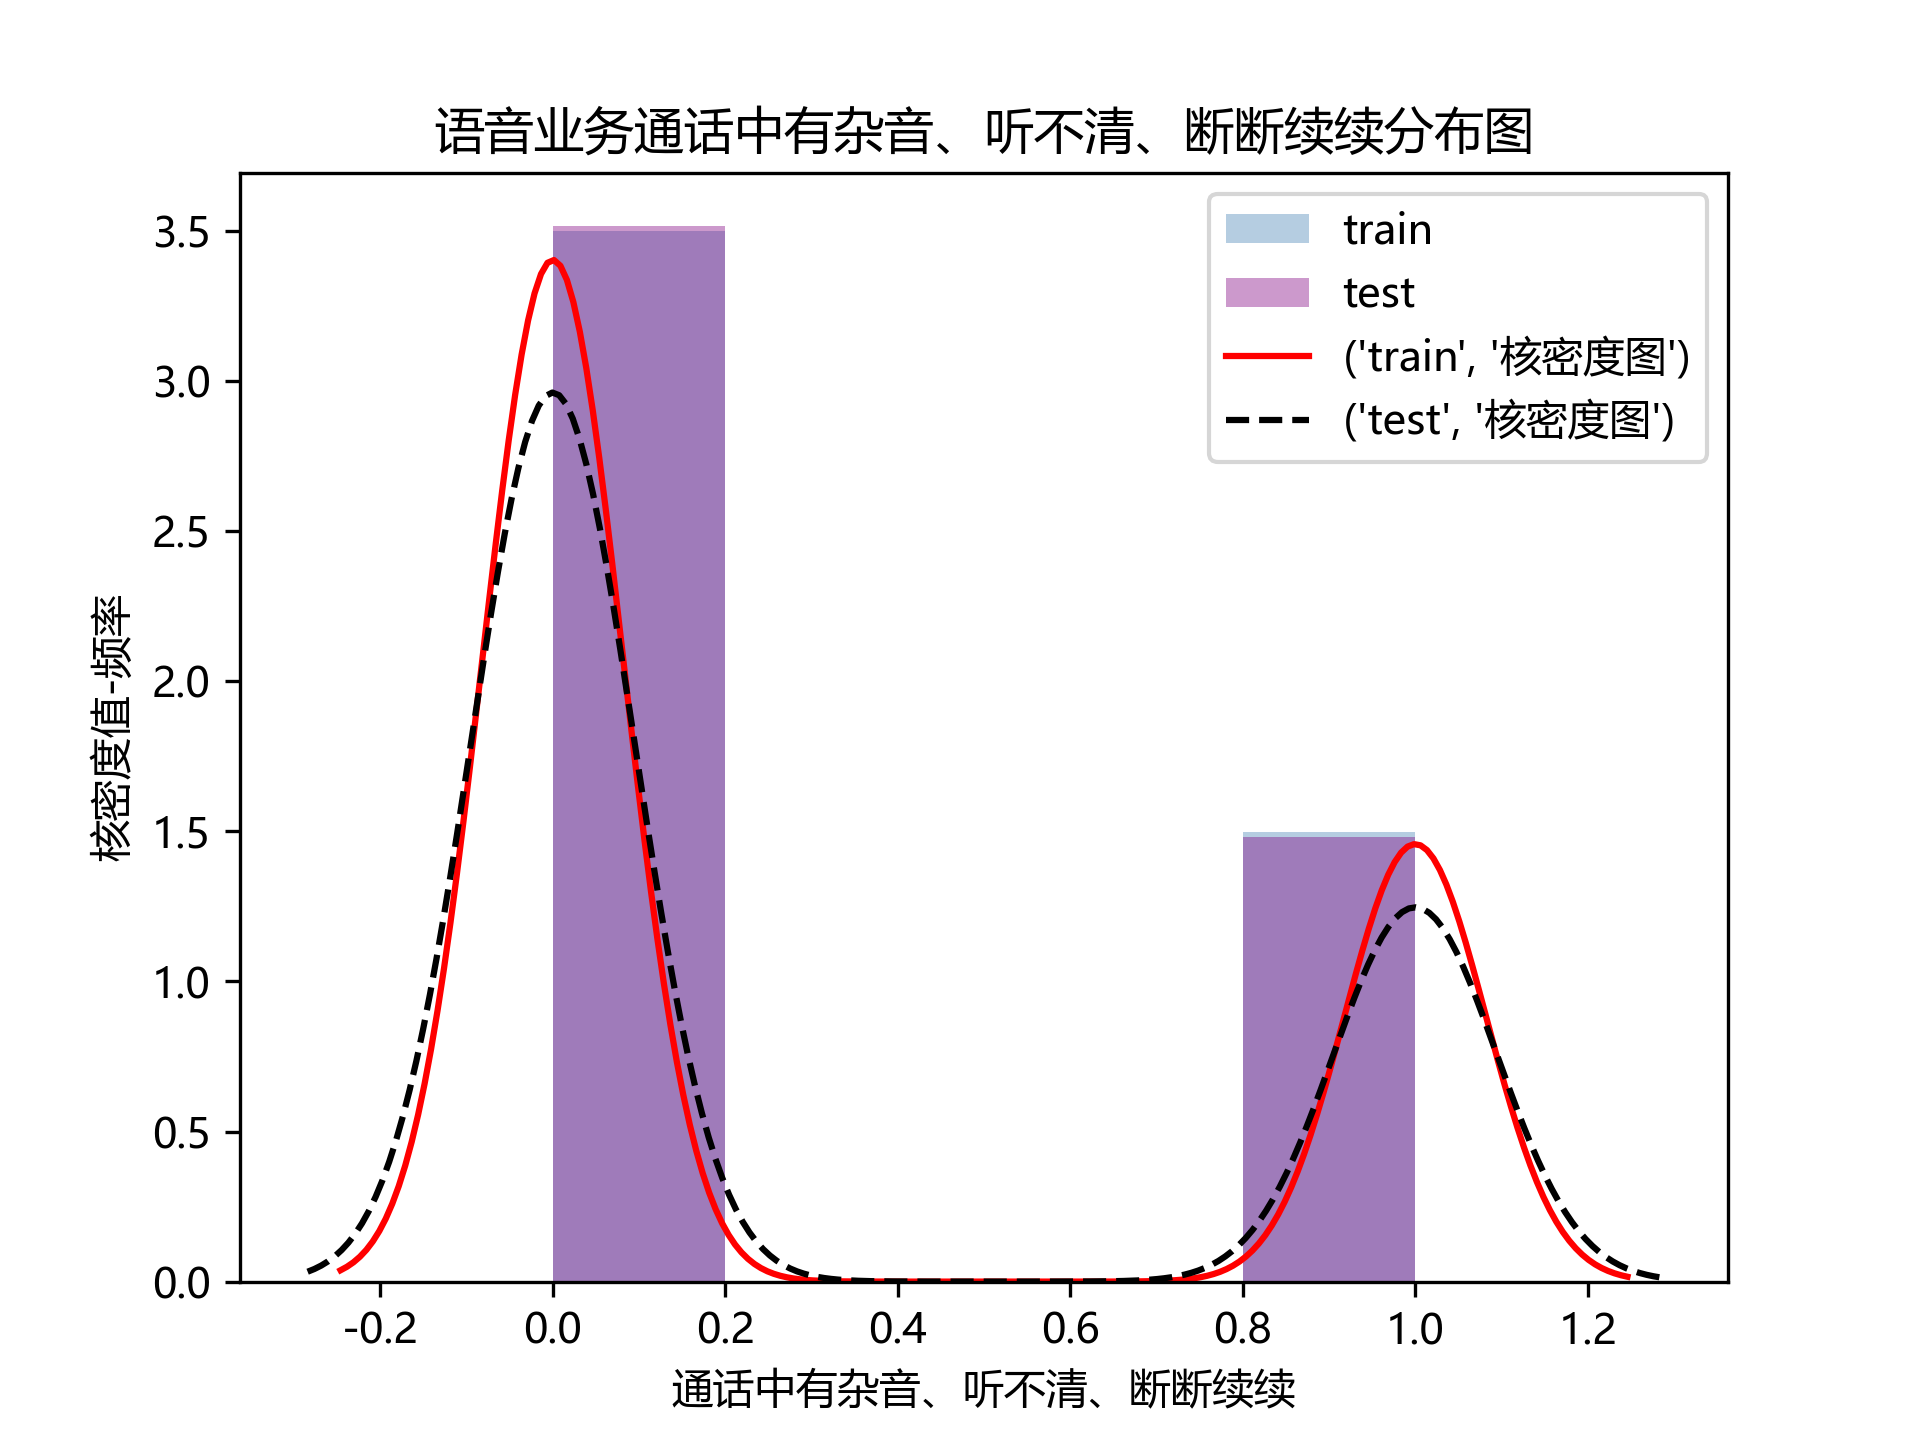 语音业务通话中有杂音、听不清、断断续续分布图
train
test
('train', '核密度图')
('test', '核密度图')
核密度值-频率
3.5
3.0
2.5
2.0
1.5
1.0
0.5
0.0
-0.2 0.0 0.2 0.4 0.6 0.8 1.0 1.2
通话中有杂音、听不清、断断续续